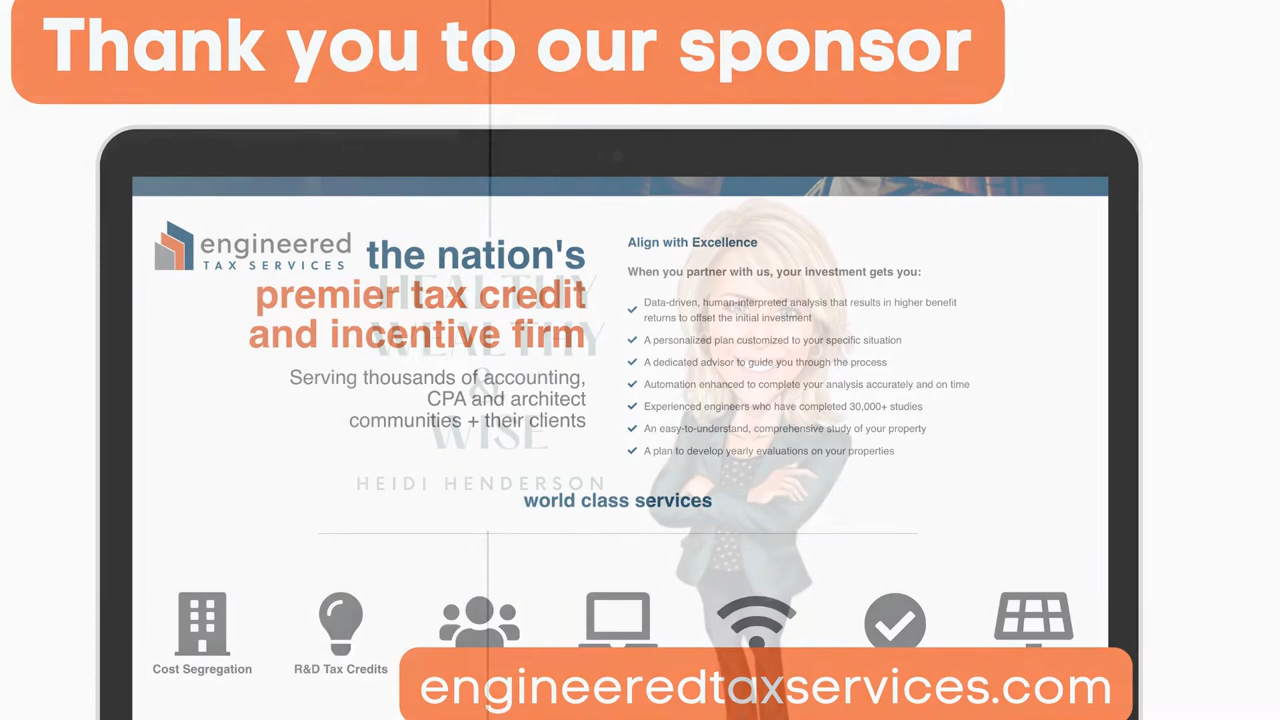 Thank you to our sponsor
engineered
TAX SERVICES
the nation's
premier tax credit
and incentive firm
Serving thousands of accounting,
CPA and architect
communities + their clients
HEALTHY
WEALTHY
&
WISE
HEIDI HENDERSON
Align with Excellence
When you partner with us, your investment gets you:
Data-driven, human-interpreted analysis that results in higher benefit
returns to offset the initial investment
A personalized plan customized to your specific situation
A dedicated advisor to guide you through the process
Automation enhanced to complete your analysis accurately and on time
Experienced engineers who have completed 30,000+ studies
An easy-to-understand, comprehensive study of your property
A plan to develop yearly evaluations on your properties
world class services
Cost Segregation
R&D Tax Credits
engineeredtaxservices.com